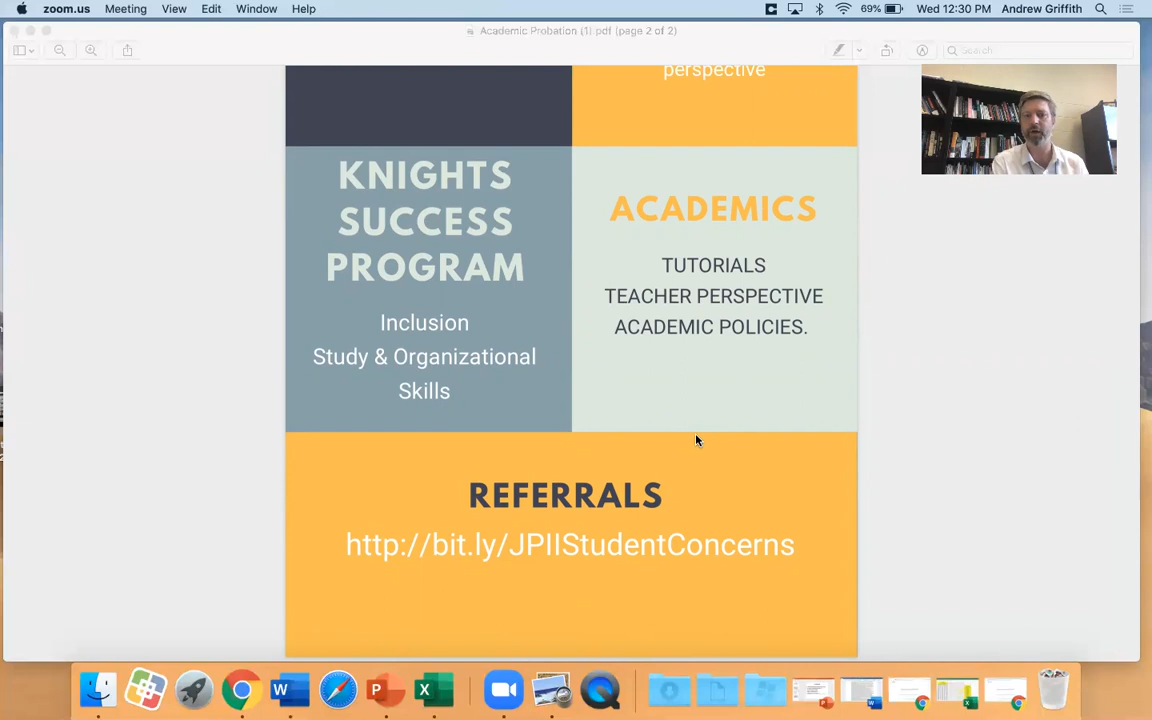 zoom.us Meeting View Edit Window Help 69% Wed 12:30 PM Andrew Griffith
Academic Probation (1).pdf (page 2 of 2)
Search
perspective
KNIGHTS
SUCCESS
PROGRAM
Inclusion
Study & Organizational
Skills
ACADEMICS
TUTORIALS
TEACHER PERSPECTIVE
ACADEMIC POLICIES.
REFERRALS
http://bit.ly/JPIIStudentConcerns